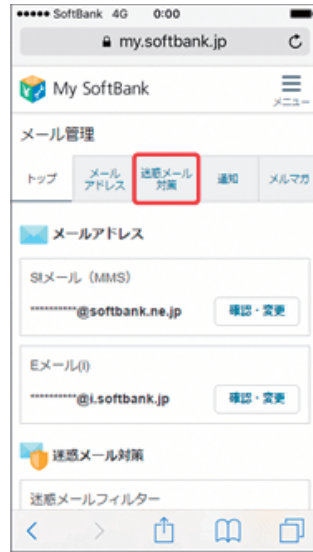 SoftBank 4G 0:00
my.softbank.jp
My SoftBank
メニュー
メール管理
トップ
メール
アドレス
迷惑メール
対策
通知
メルマガ
メールアドレス
S!メール（MMS）
**********@softbank.ne.jp
確認・変更
Eメール(i)
**********@i.softbank.jp
確認・変更
迷惑メール対策
迷惑メールフィルター